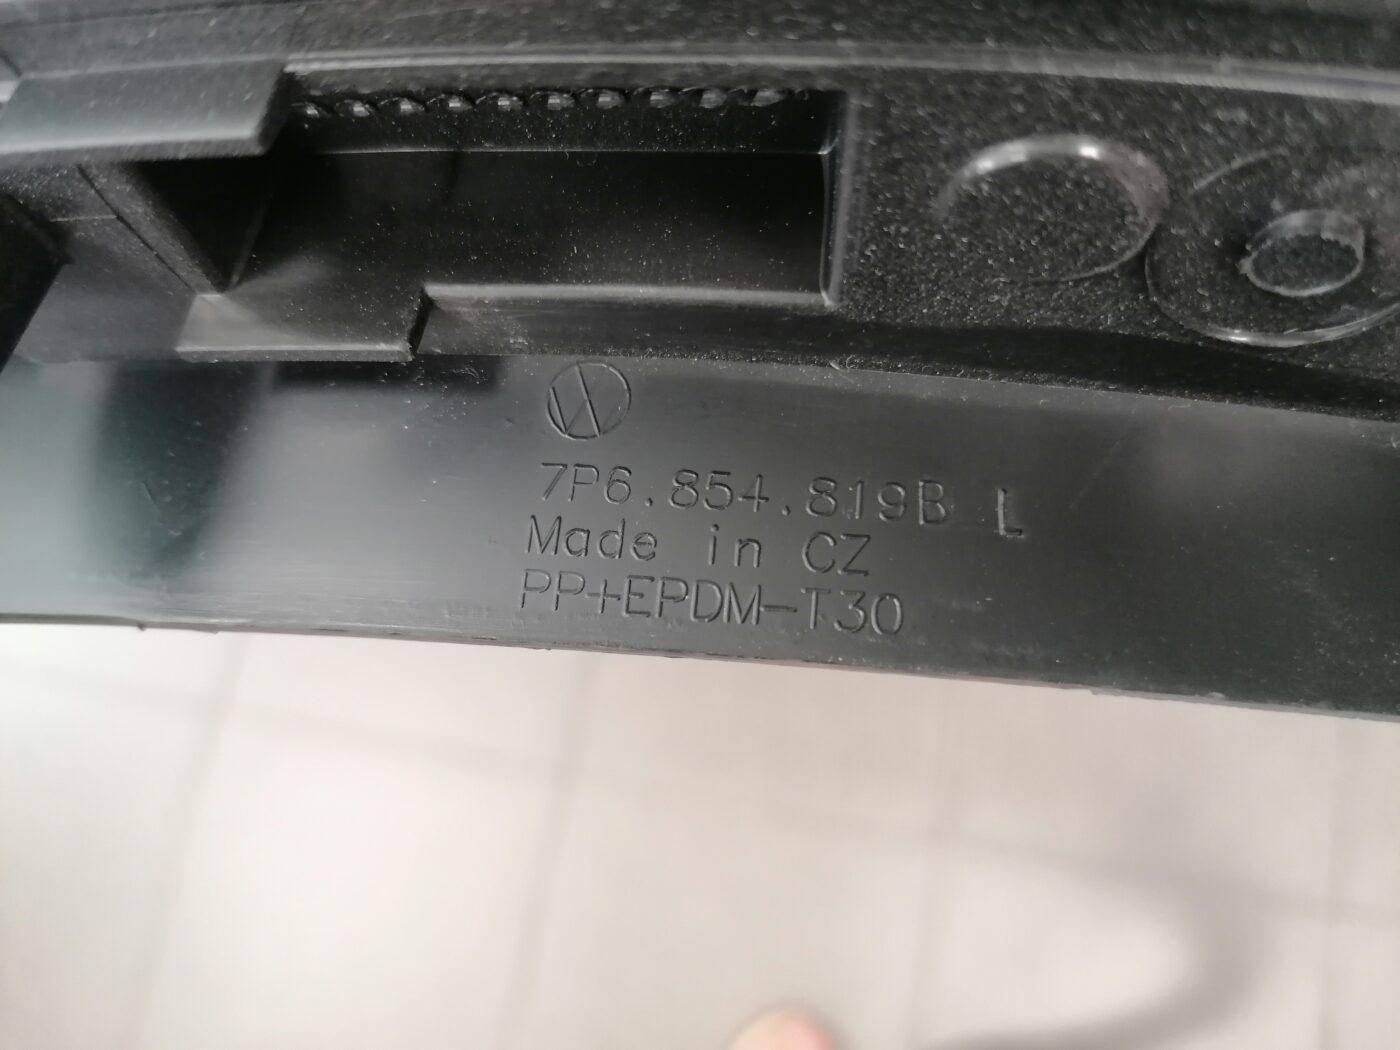 7P6.854.819B L
Made in CZ
PP+EPDM-T30